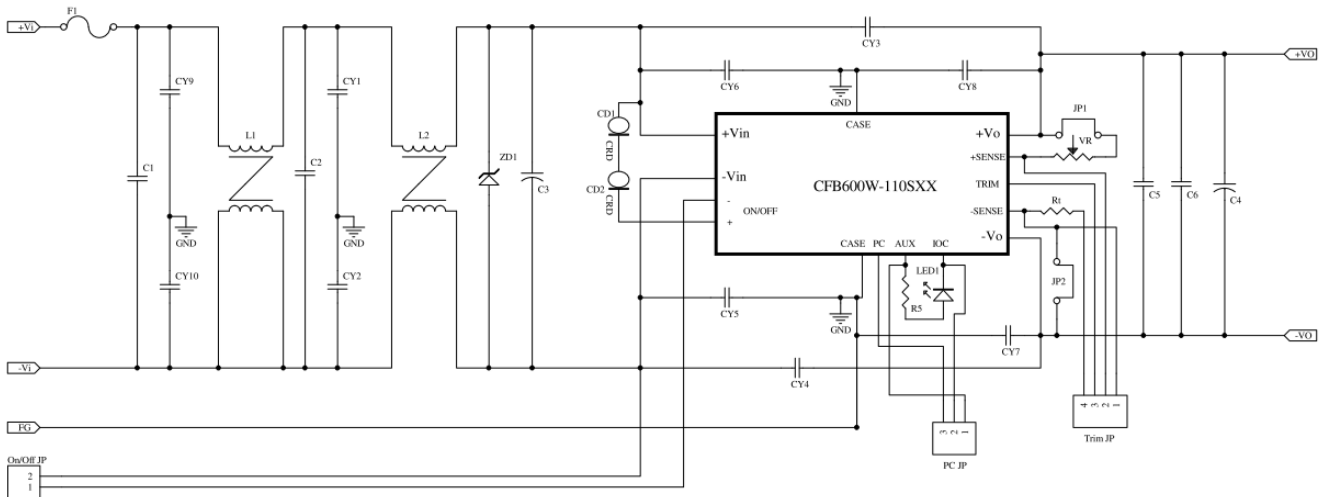 F1
+Vi
CY3
+VO
CY9
CY1
CY6
CY8
GND
CD1
CRD
CASE
JP1
+Vin
+Vo
VR
L1
L2
+SENSE
C1
C2
ZD1
C3
-Vin
CFB600W-110SXX
TRIM
C5
C6
C4
CD2
CRD
-
ON/OFF
+
-SENSE
Rt
-Vo
GND
GND
CASE
PC
AUX
IOC
CY10
CY2
LED1
R5
JP2
CY5
GND
CY7
-VO
-Vi
CY4
4
3
2
1
Trim JP
FG
3
2
1
PC JP
On/Off JP
2
1